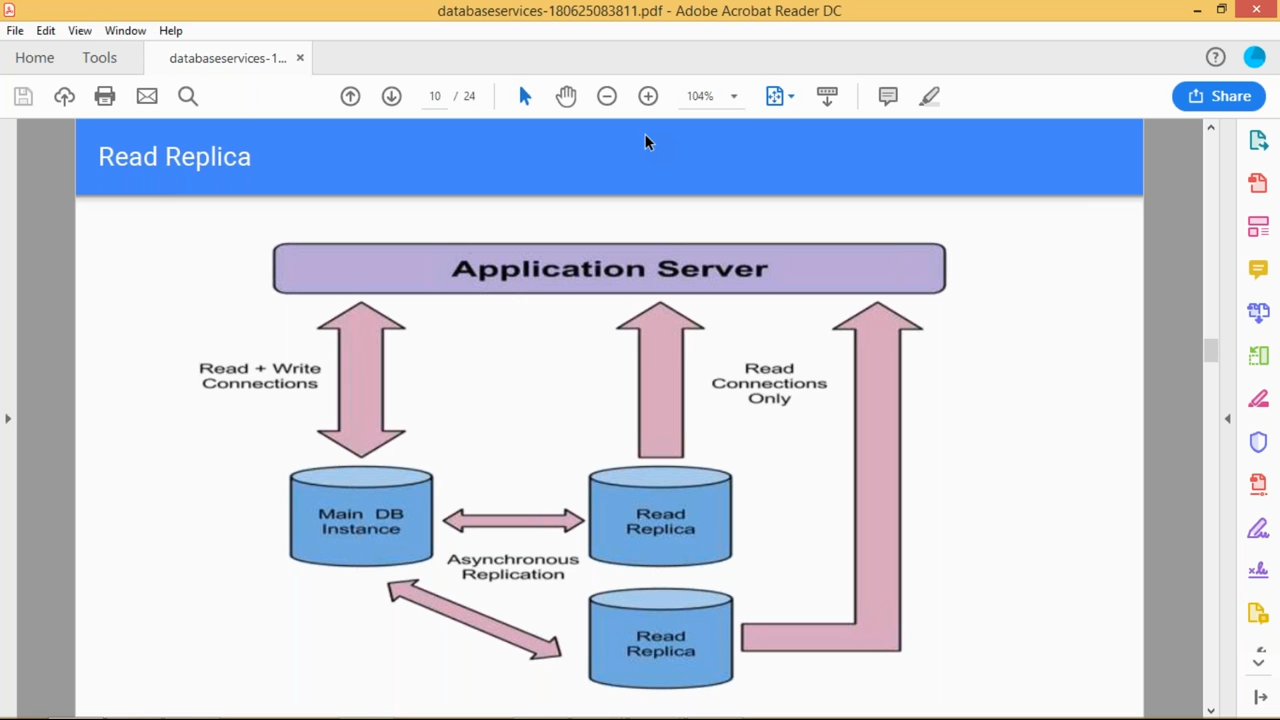 databaseservices-180625083811.pdf - Adobe Acrobat Reader DC
File Edit View Window Help
Home Tools databaseservices-1... ×
10 / 24 104% Share
Read Replica
Application Server
Read + Write
Connections
Read
Connections
Only
Main DB
Instance
Read
Replica
Asynchronous
Replication
Read
Replica